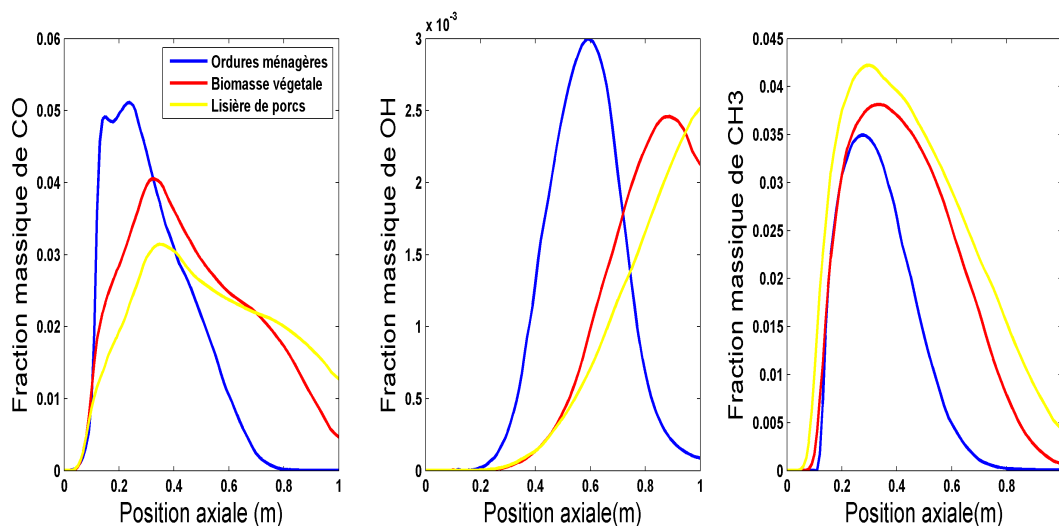 0.06
0.05
0.04
0.03
0.02
0.01
0
Fraction massique de CO
Ordures ménagères
Biomasse végetale
Lisière de porcs
0 0.2 0.4 0.6 0.8 1
Position axiale (m)
x 10^-3
3
2.5
2
1.5
1
0.5
0
Fraction massique de OH
0 0.2 0.4 0.6 0.8 1
Position axiale(m)
0.045
0.04
0.035
0.03
0.025
0.02
0.015
0.01
0.005
0
Fraction massique de CH3
0 0.2 0.4 0.6 0.8
Position axiale(m)